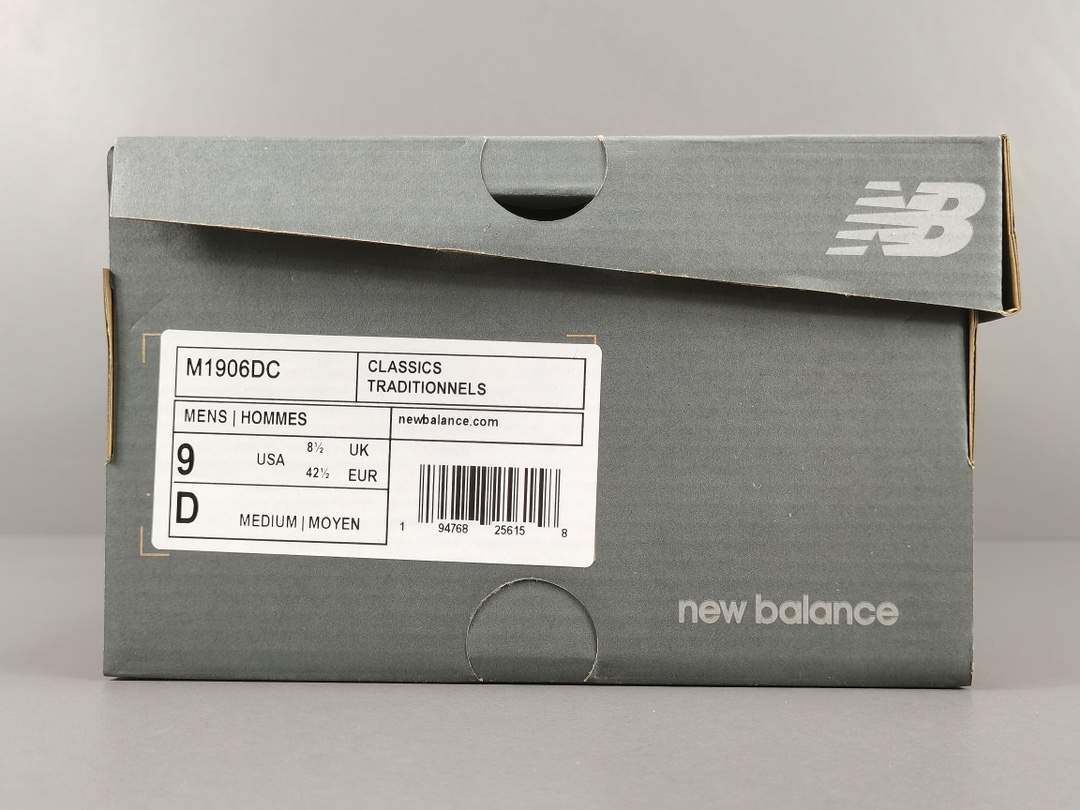 NB
M1906DC
CLASSICS
TRADITIONNELS
MENS | HOMMES
newbalance.com
9
USA
8½ UK
42½ EUR
D
MEDIUM | MOYEN
1 94768 25615 8
new balance